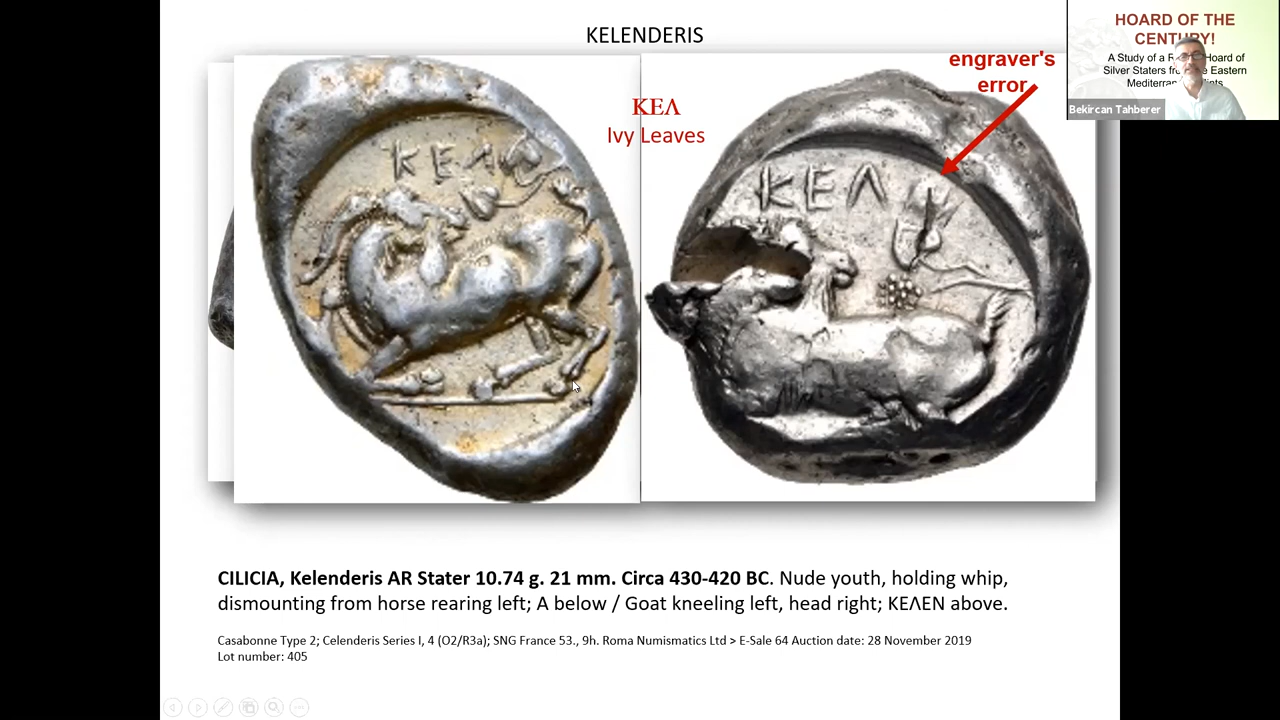 KELENDERIS
engraver's
error
ΚΕΛ
Ivy Leaves
ΚΕΛ
ΚΕΛ
HOARD OF THE
CENTURY!
A Study of a Hoard of
Silver Staters Eastern
Bekircan Tahberer
CILICIA, Kelenderis AR Stater 10.74 g. 21 mm. Circa 430-420 BC. Nude youth, holding whip,
dismounting from horse rearing left; A below / Goat kneeling left, head right; ΚΕΛΕΝ above.
Casabonne Type 2; Celenderis Series I, 4 (O2/R3a); SNG France 53., 9h. Roma Numismatics Ltd > E-Sale 64 Auction date: 28 November 2019
Lot number: 405